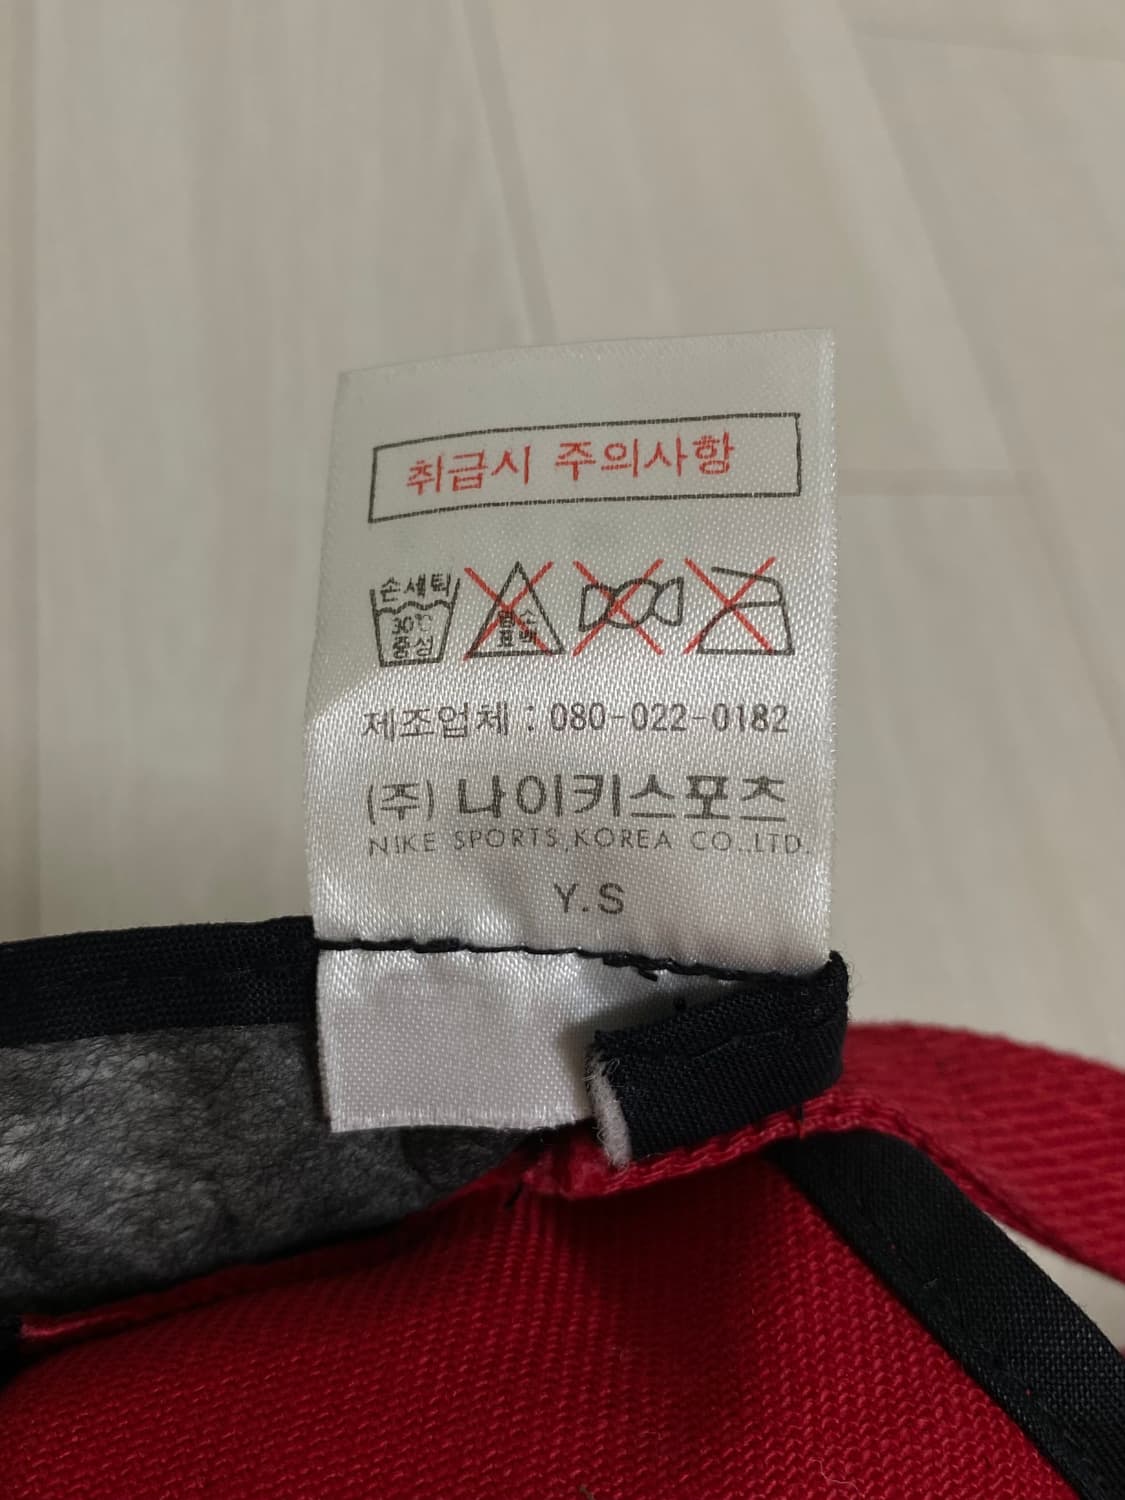 취급시 주의사항
손세탁
30℃
중성
염소
표백
제조업체 : 080-022-0182
(주) 나이키스포츠
NIKE SPORTS,KOREA CO.,LTD.
Y.S